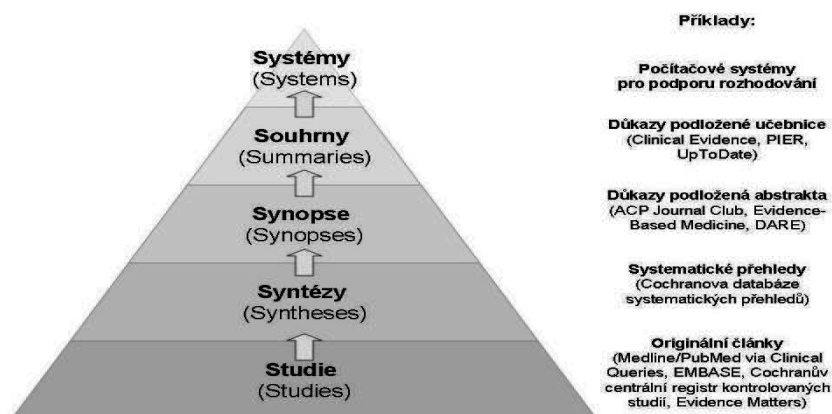 Příklady:
Systémy
(Systems)
Počítačové systémy
pro podporu rozhodování
Souhrny
(Summaries)
Důkazy podložené učebnice
(Clinical Evidence, PIER,
UpToDate)
Synopse
(Synopses)
Důkazy podložená abstrakta
(ACP Journal Club, Evidence-
Based Medicine, DARE)
Syntézy
(Syntheses)
Systematické přehledy
(Cochranova databáze
systematických přehledů)
Studie
(Studies)
Originální články
(Medline/PubMed via Clinical
Queries, EMBASE, Cochranův
centrální registr kontrolovaných
studií, Evidence Matters)